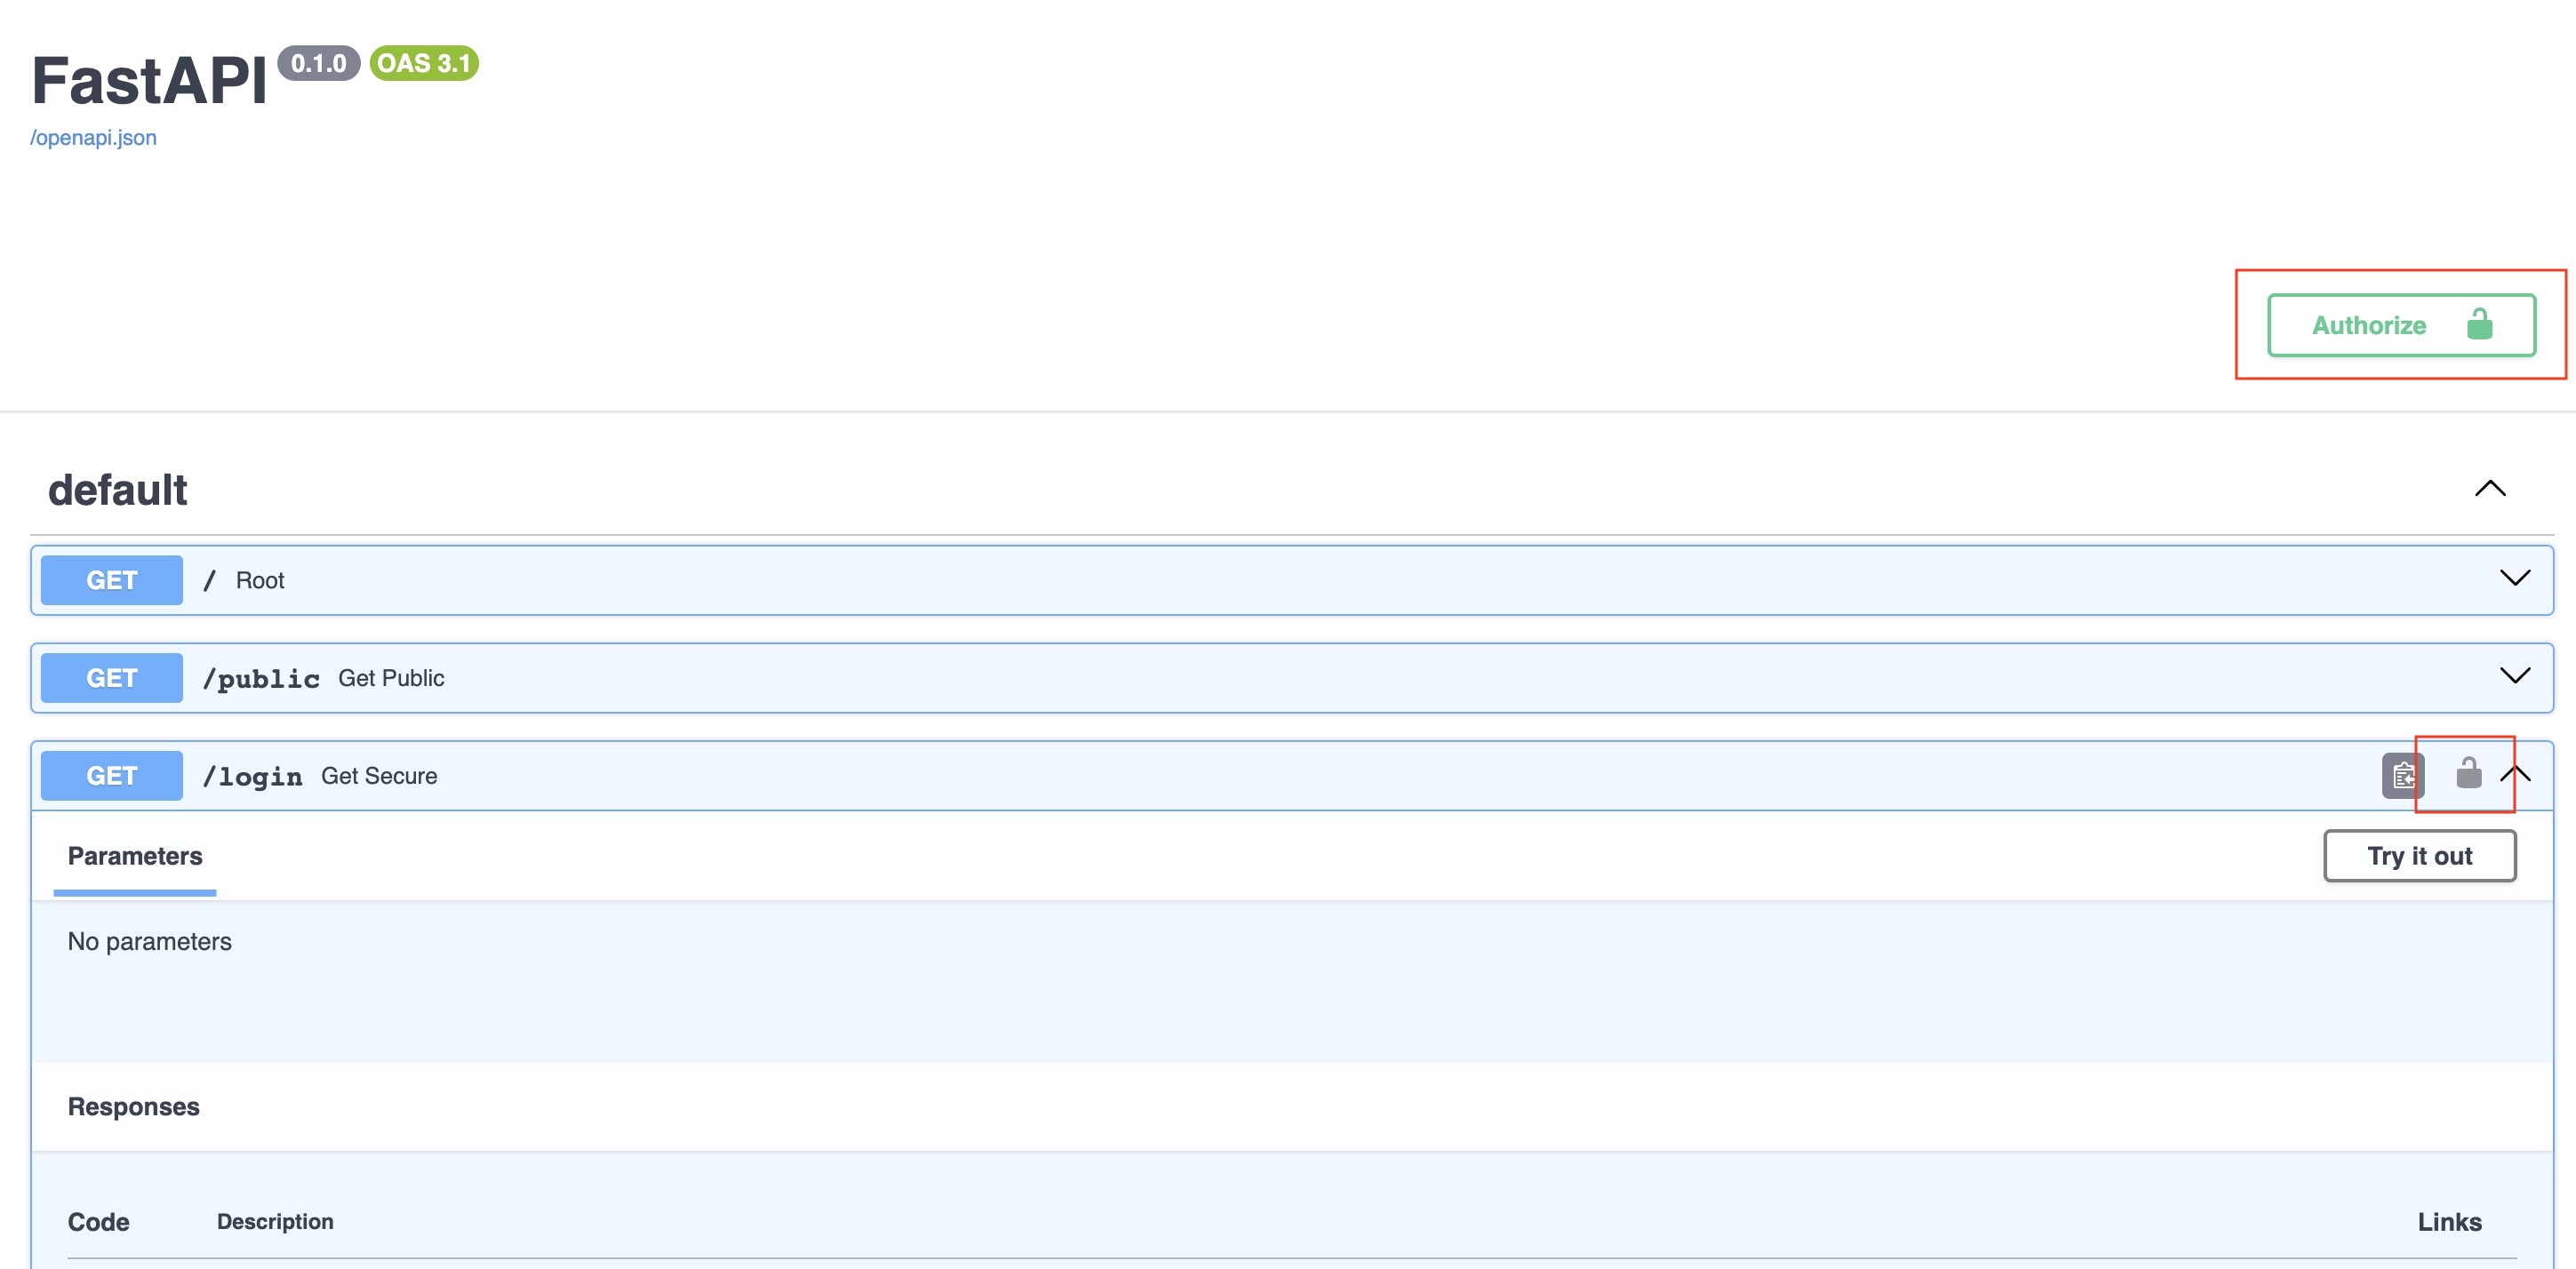 FastAPI 0.1.0 OAS 3.1
/openapi.json
Authorize
default
GET / Root
GET /public Get Public
GET /login Get Secure
Parameters Try it out
No parameters
Responses
Code Description Links